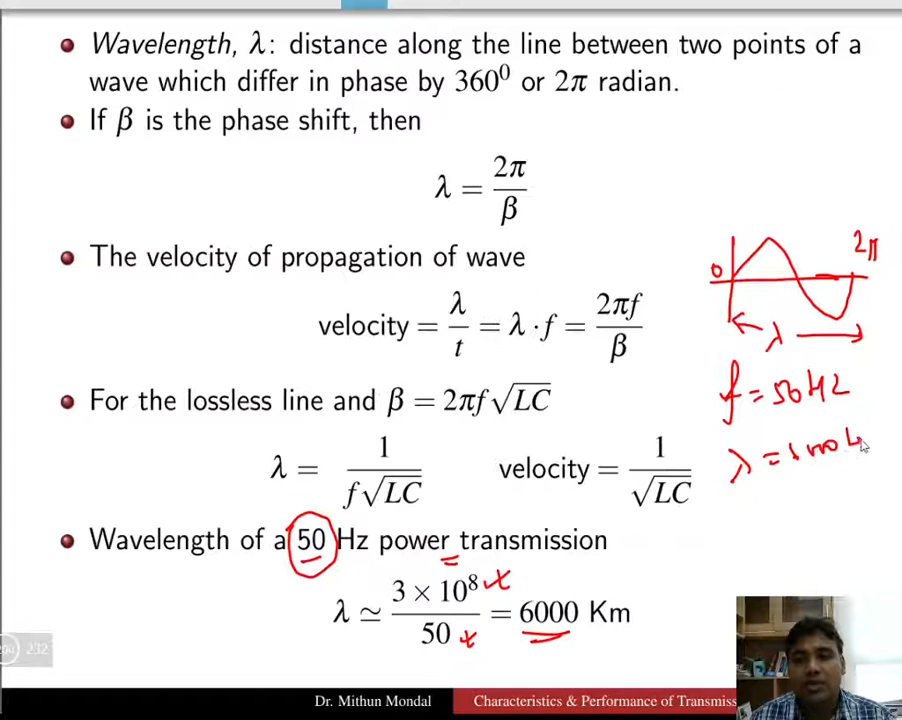 Wavelength, λ: distance along the line between two points of a
wave which differ in phase by 360⁰ or 2π radian.
If β is the phase shift, then
λ = 2π/β
The velocity of propagation of wave
velocity = λ/t = λ · f = 2πf/β
For the lossless line and β = 2πf√LC
λ = 1/(f√LC) velocity = 1/√LC
Wavelength of a 50 Hz power transmission
λ ≃ (3 × 10⁸)/50 = 6000 Km
0
2π
λ
f = 50 HZ
λ =
232
Dr. Mithun Mondal
Characteristics & Performance of Transmis